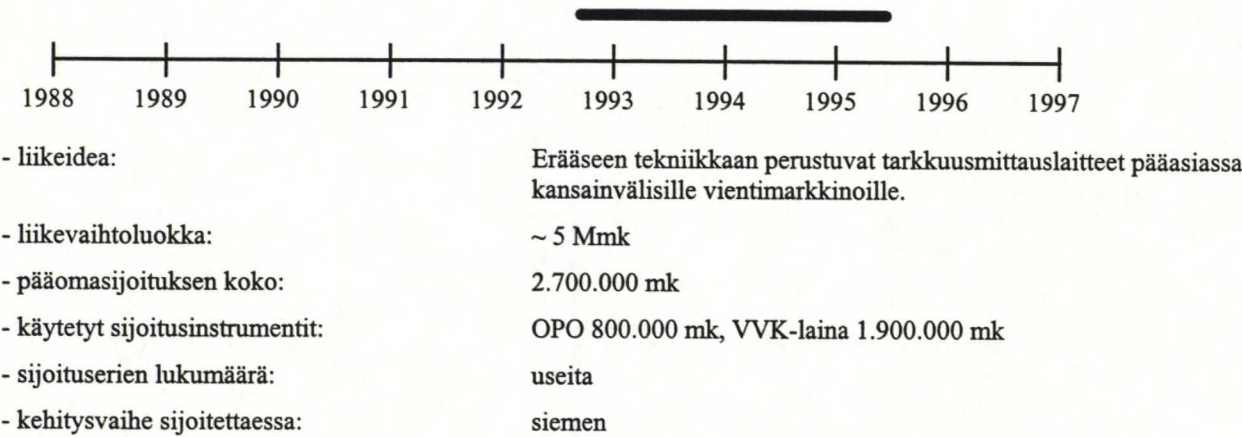 1988 1989 1990 1991 1992 1993 1994 1995 1996 1997
- liikeidea: Erääseen tekniikkaan perustuvat tarkkuusmittauslaitteet pääasiassa
kansainvälisille vientimarkkinoille.
- liikevaihtoluokka: ~ 5 Mmk
- pääomasijoituksen koko: 2.700.000 mk
- käytetyt sijoitusinstrumentit: OPO 800.000 mk, VVK-laina 1.900.000 mk
- sijoituserien lukumäärä: useita
- kehitysvaihe sijoitettaessa: siemen